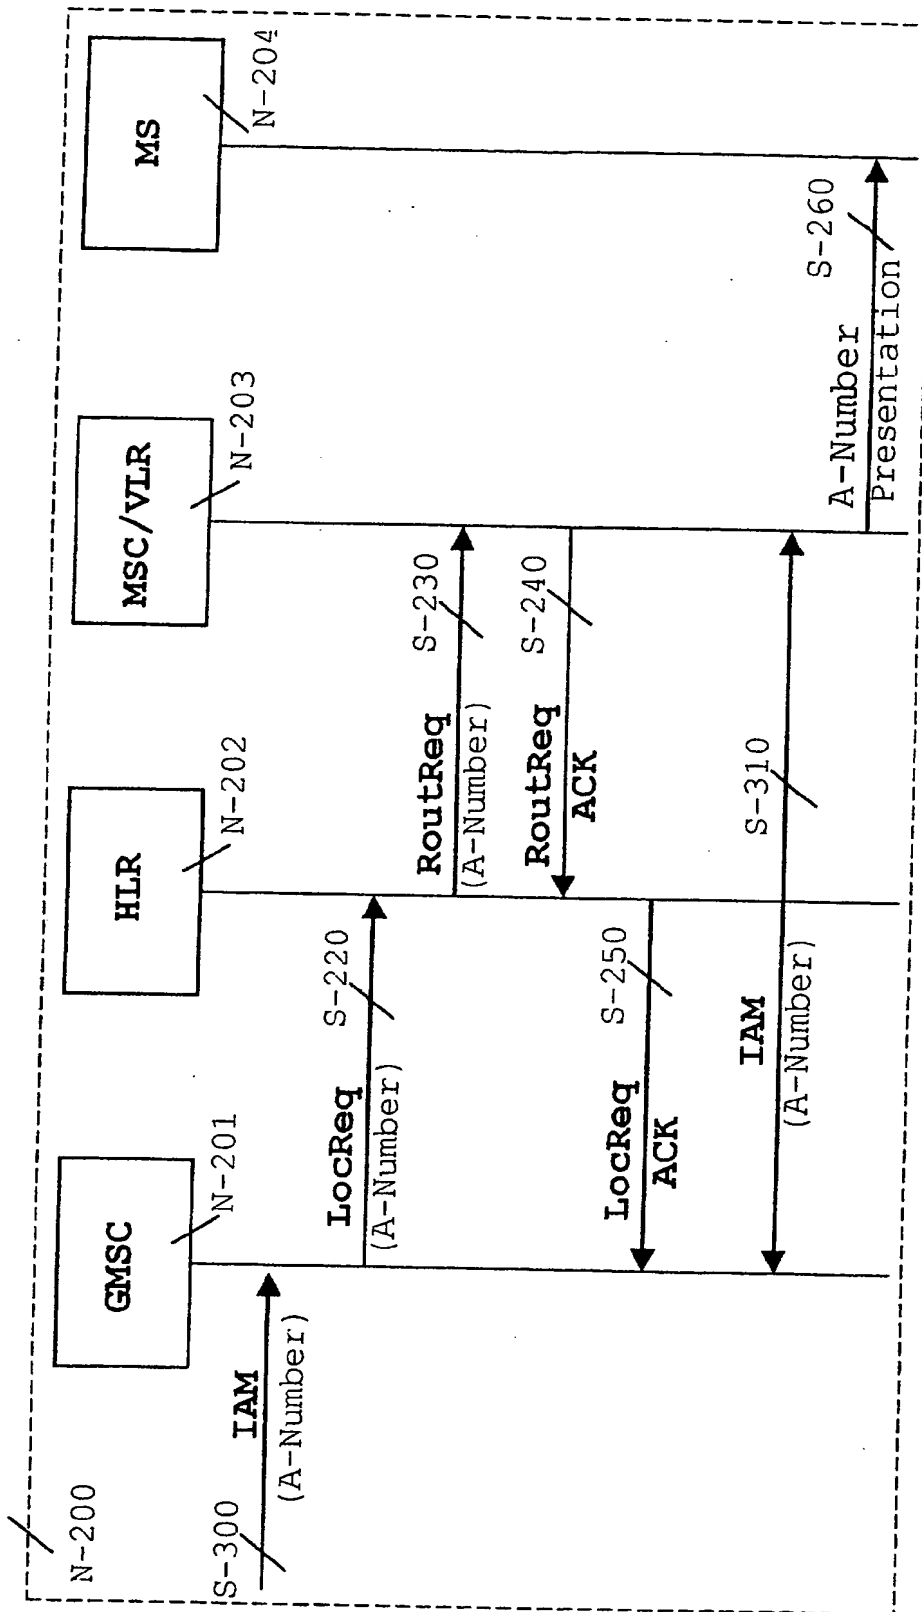 N-200
GMSC
N-201
HLR
N-202
MSC/VLR
N-203
MS
N-204
S-300
IAM
(A-Number)
LocReq
(A-Number)
S-220
RoutReq
(A-Number)
S-230
RoutReq
ACK
S-240
LocReq
ACK
S-250
IAM
(A-Number)
S-310
A-Number
Presentation
S-260